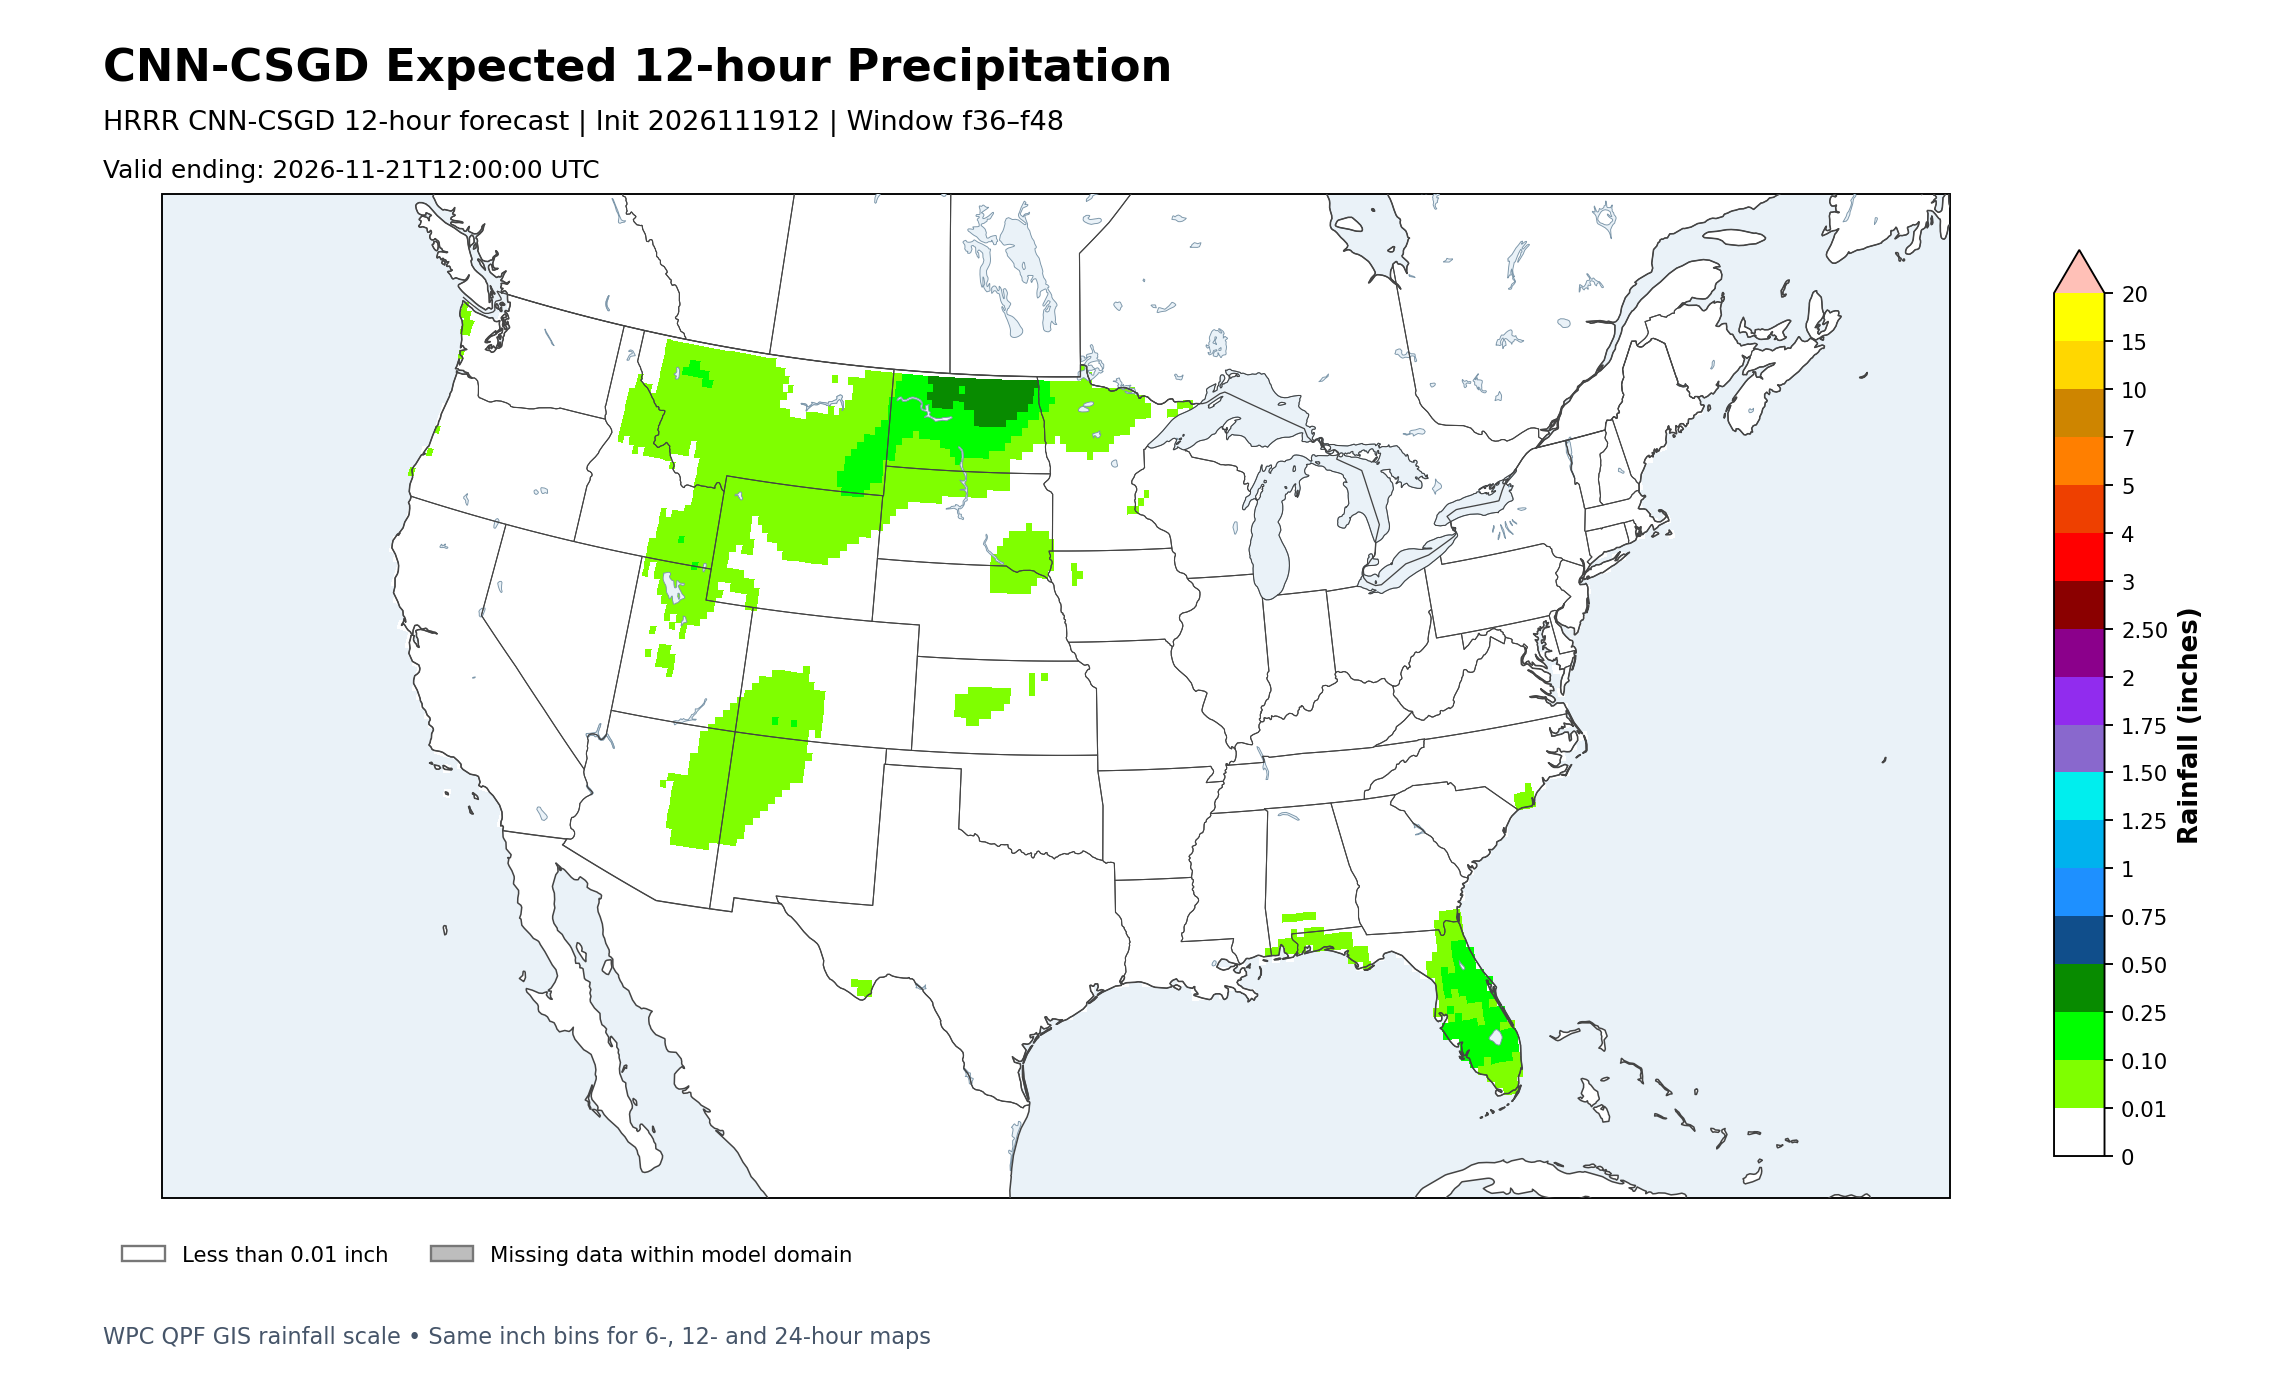 CNN-CSGD Expected 12-hour Precipitation
HRRR CNN-CSGD 12-hour forecast | Init 2026111912 | Window f36–f48
Valid ending: 2026-11-21T12:00:00 UTC
20
15
10
7
5
4
3
2.50
2
1.75
1.50
1.25
1
0.75
0.50
0.25
0.10
0.01
0
Rainfall (inches)
Less than 0.01 inch
Missing data within model domain
WPC QPF GIS rainfall scale • Same inch bins for 6-, 12- and 24-hour maps